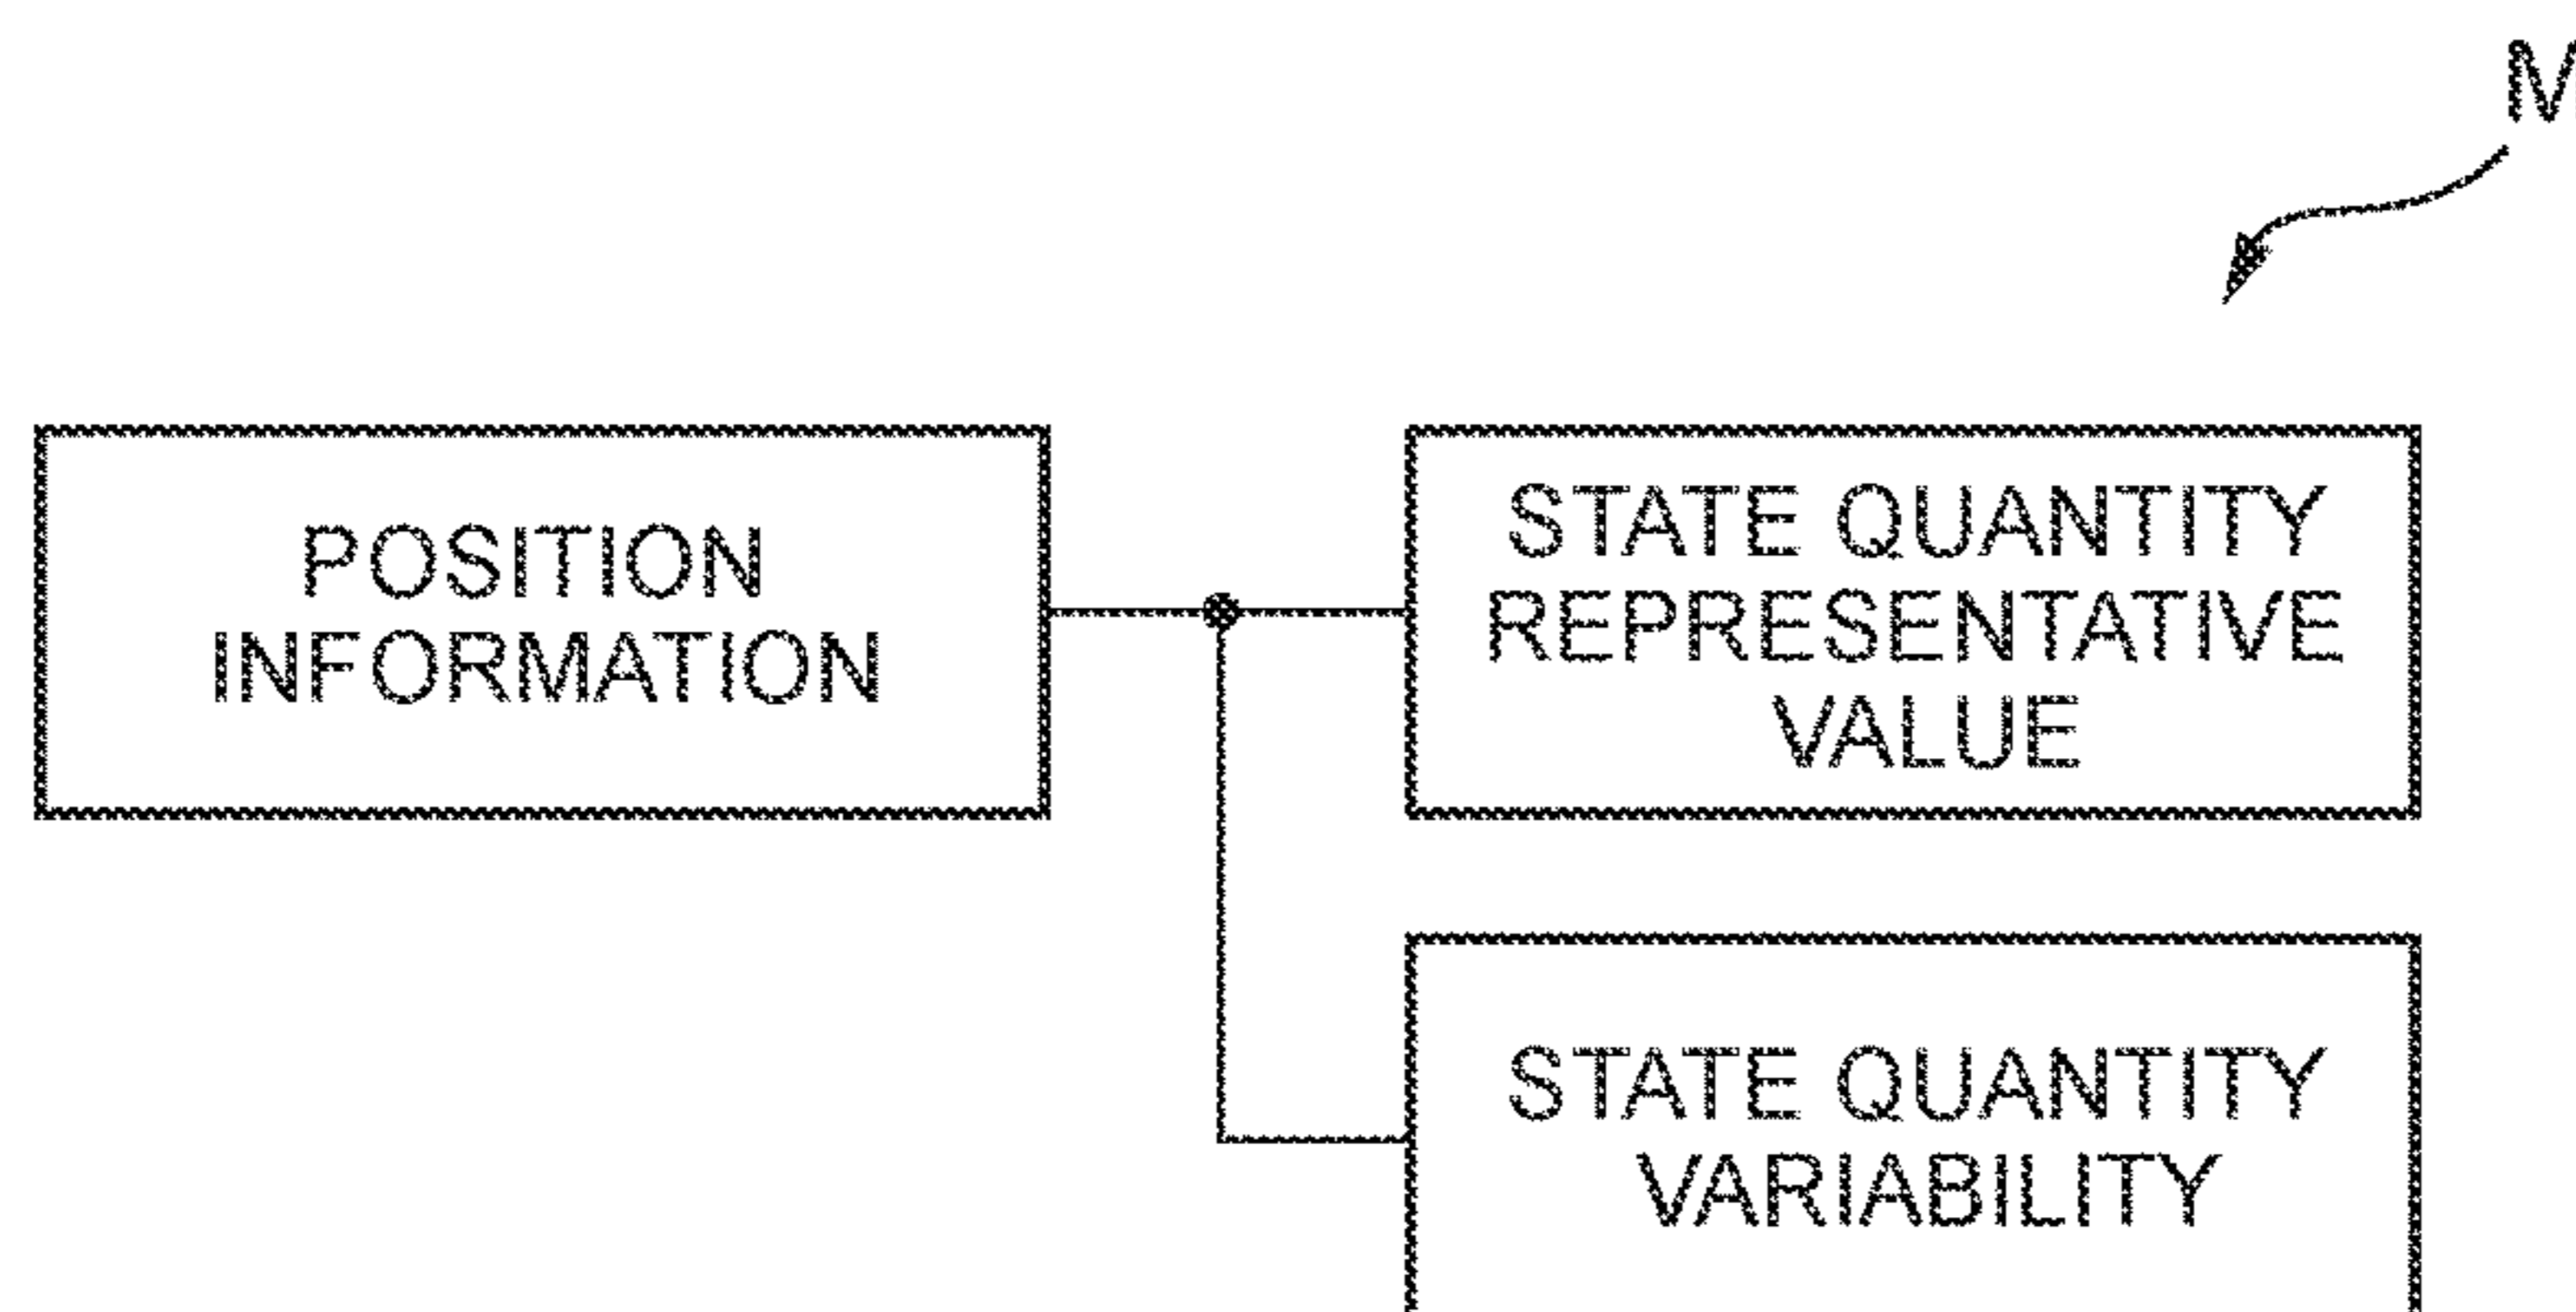 M
POSITION
INFORMATION
STATE QUANTITY
REPRESENTATIVE
VALUE
STATE QUANTITY
VARIABILITY